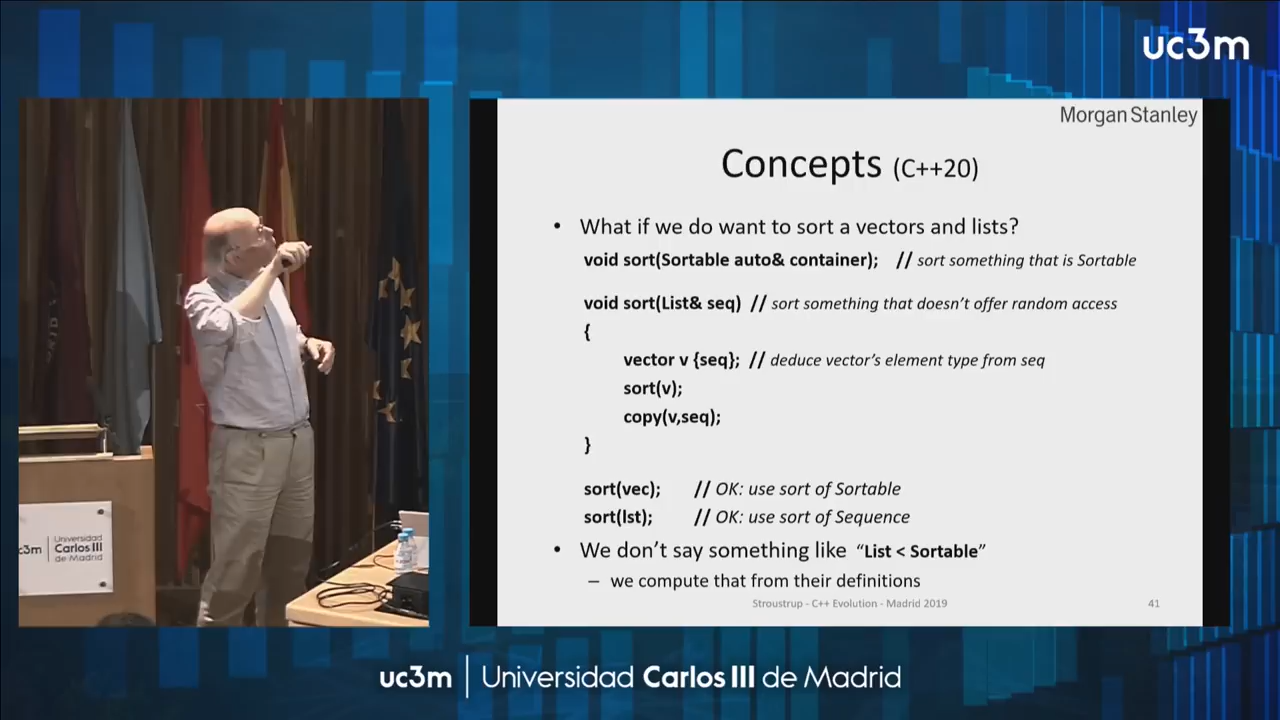 uc3m
Morgan Stanley
Concepts (C++20)
• What if we do want to sort a vectors and lists?
void sort(Sortable auto& container); // sort something that is Sortable
void sort(List& seq) // sort something that doesn't offer random access
{
vector v {seq}; // deduce vector's element type from seq
sort(v);
copy(v,seq);
}
sort(vec); // OK: use sort of Sortable
sort(lst); // OK: use sort of Sequence
• We don't say something like “List < Sortable”
– we compute that from their definitions
Stroustrup - C++ Evolution - Madrid 2019 41
Universidad
uc3m Carlos III
de Madrid
uc3m | Universidad Carlos III de Madrid